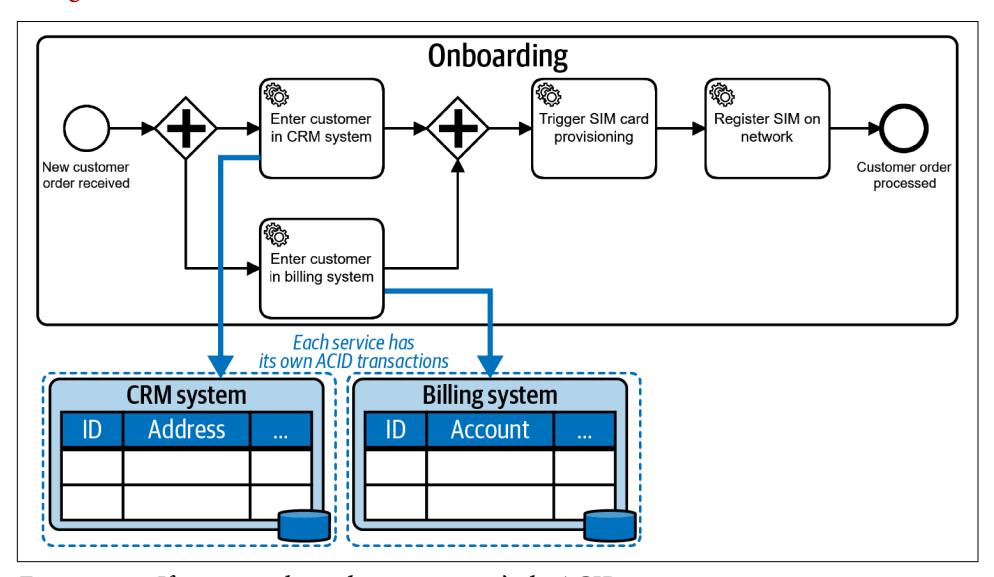 Onboarding
New customer
order received
Enter customer
in CRM system
Trigger SIM card
provisioning
Register SIM on
network
Customer order
processed
Enter customer
in billing system
Each service has
its own ACID transactions
CRM system
ID Address ...
Billing system
ID Account ...